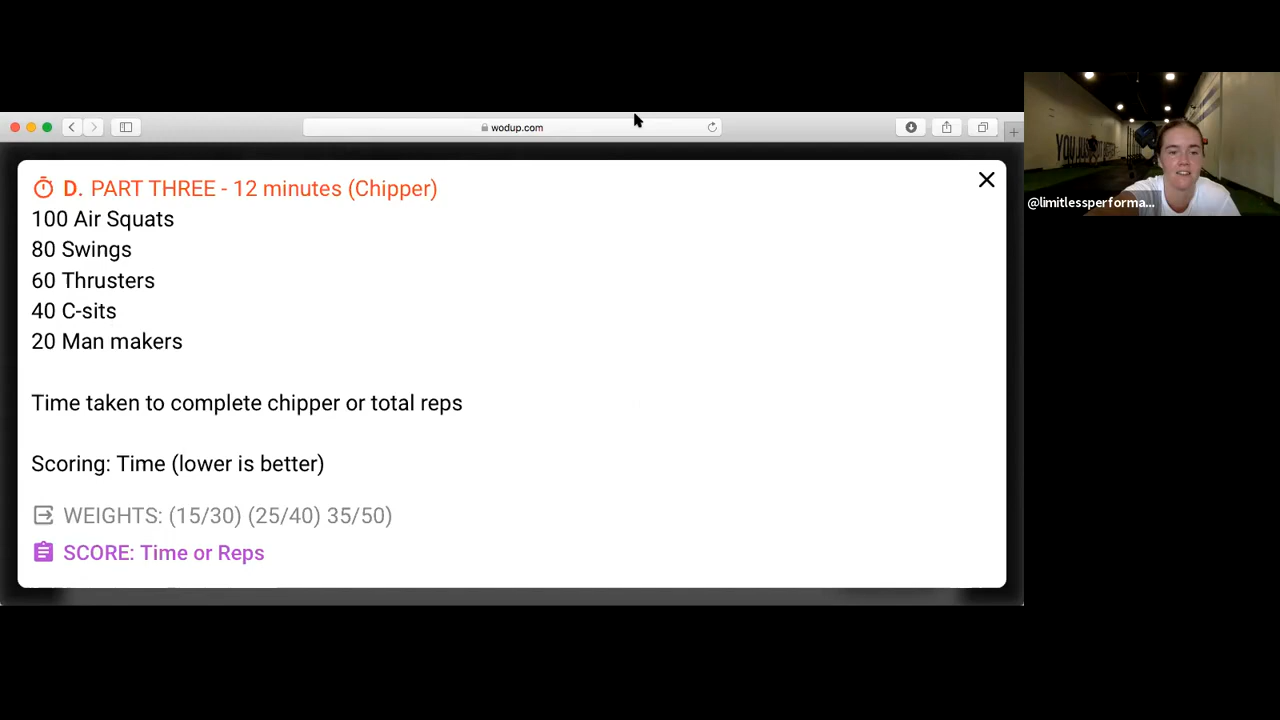 wodup.com
D. PART THREE - 12 minutes (Chipper)
100 Air Squats
80 Swings
60 Thrusters
40 C-sits
20 Man makers
Time taken to complete chipper or total reps
Scoring: Time (lower is better)
WEIGHTS: (15/30) (25/40) 35/50)
SCORE: Time or Reps
@limitlessperforma...